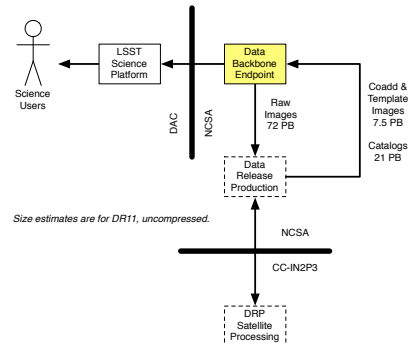 LSST
Science
Platform
Data
Backbone
Endpoint
Science
Users
DAC
NCSA
Raw
Images
72 PB
Coadd &
Template
Images
7.5 PB
Catalogs
21 PB
Data
Release
Production
Size estimates are for DR11, uncompressed.
NCSA
CC-IN2P3
DRP
Satellite
Processing